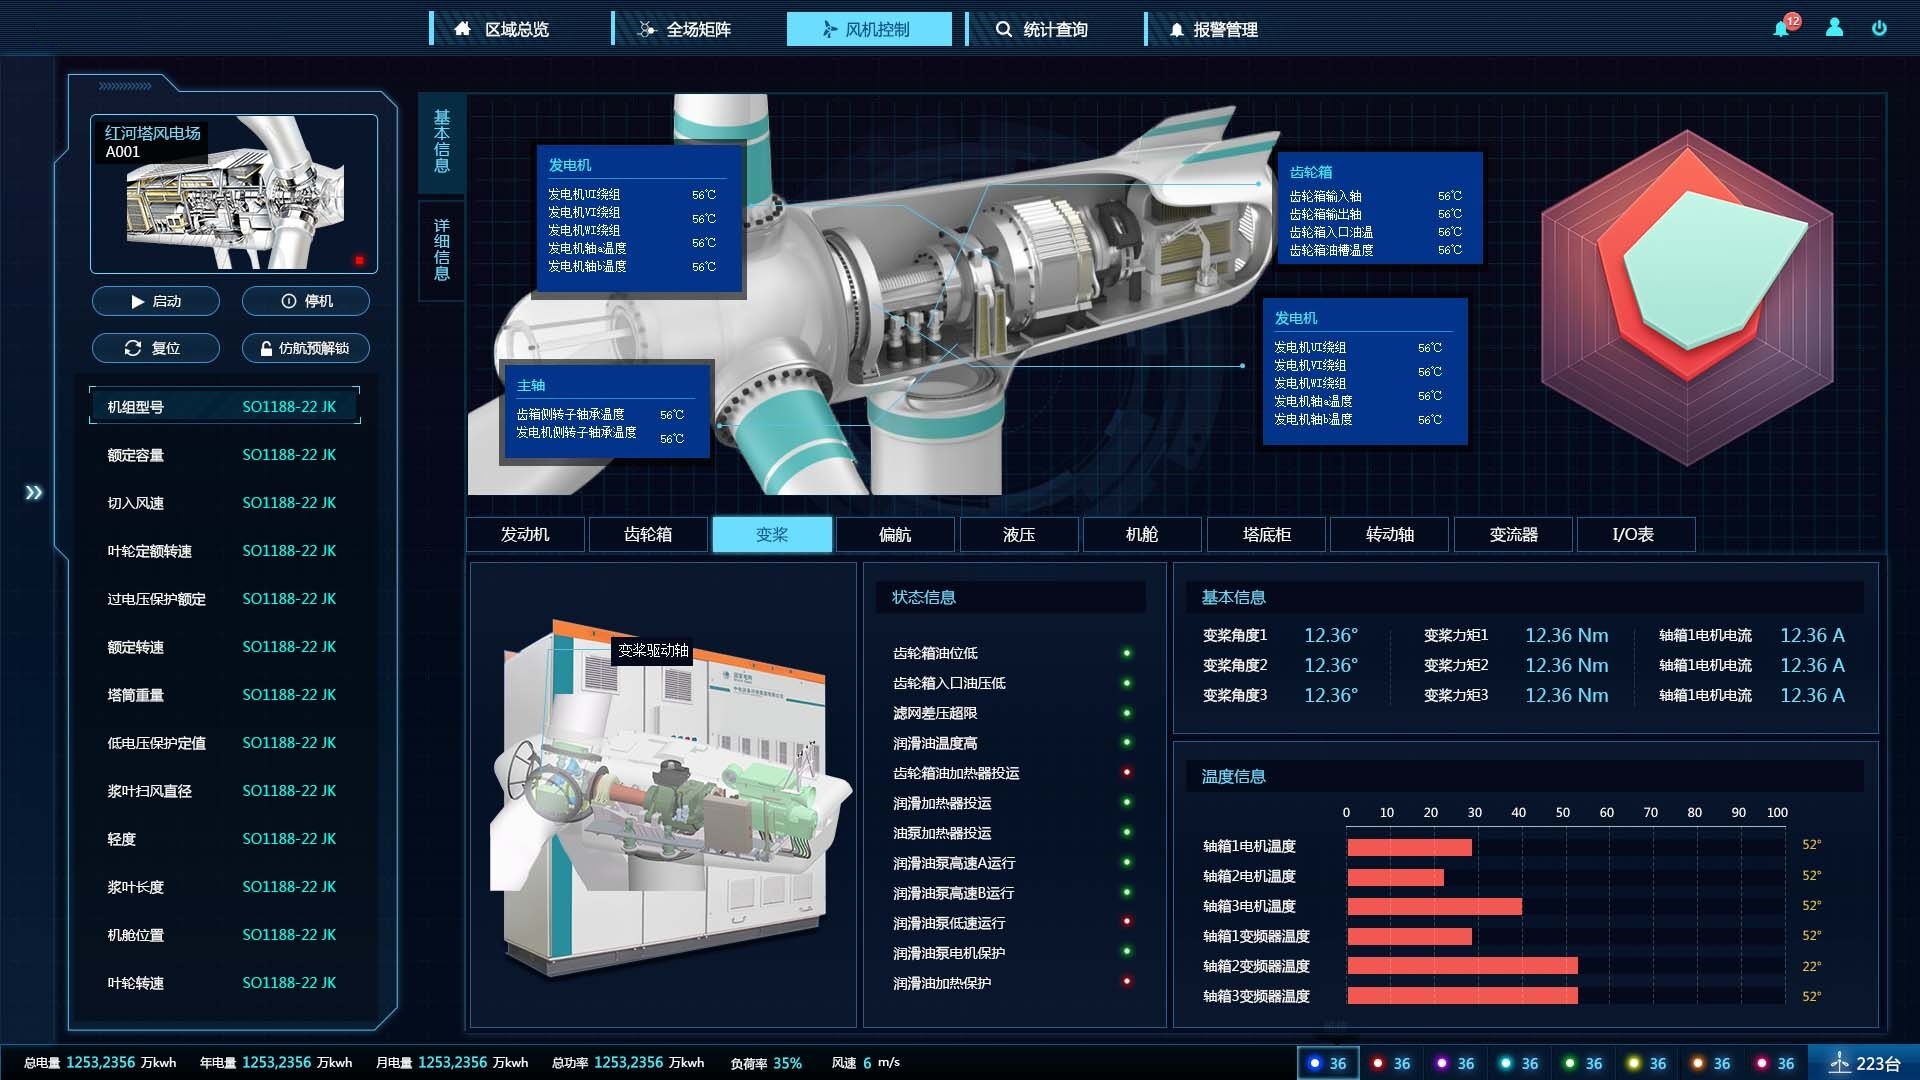 区域总览
全场矩阵
风机控制
统计查询
报警管理
12
红河塔风电场
A001
启动
停机
复位
仿航预解锁
机组型号 SO1188-22 JK
额定容量 SO1188-22 JK
切入风速 SO1188-22 JK
叶轮定额转速 SO1188-22 JK
过电压保护额定 SO1188-22 JK
额定转速 SO1188-22 JK
塔筒重量 SO1188-22 JK
低电压保护定值 SO1188-22 JK
浆叶扫风直径 SO1188-22 JK
轻度 SO1188-22 JK
浆叶长度 SO1188-22 JK
机舱位置 SO1188-22 JK
叶轮转速 SO1188-22 JK
基本信息
详细信息
发电机
发电机UI绕组 56℃
发电机VI绕组 56℃
发电机WI绕组
发电机轴a温度 56℃
发电机轴b温度 56℃
主轴
齿箱侧转子轴承温度 56℃
发电机侧转子轴承温度 56℃
齿轮箱
齿轮箱输入轴 56℃
齿轮箱输出轴 56℃
齿轮箱入口油温 56℃
齿轮箱油槽温度 56℃
发电机
发电机UI绕组 56℃
发电机VI绕组 56℃
发电机WI绕组
发电机轴a温度 56℃
发电机轴b温度 56℃
发动机
齿轮箱
变桨
偏航
液压
机舱
塔底柜
转动轴
变流器
I/O表
变桨驱动轴
状态信息
齿轮箱油位低
齿轮箱入口油压低
滤网差压超限
润滑油温度高
齿轮箱油加热器投运
润滑加热器投运
油泵加热器投运
润滑油泵高速A运行
润滑油泵高速B运行
润滑油泵低速运行
润滑油泵电机保护
润滑油加热保护
基本信息
变桨角度1 12.36° 变桨力矩1 12.36 Nm 轴箱1电机电流 12.36 A
变桨角度2 12.36° 变桨力矩2 12.36 Nm 轴箱1电机电流 12.36 A
变桨角度3 12.36° 变桨力矩3 12.36 Nm 轴箱1电机电流 12.36 A
温度信息
0 10 20 30 40 50 60 70 80 90 100
轴箱1电机温度 52°
轴箱2电机温度 52°
轴箱3电机温度 52°
轴箱1变频器温度 52°
轴箱2变频器温度 22°
轴箱3变频器温度 52°
总电量 1253,2356 万kwh 年电量 1253,2356 万kwh 月电量 1253,2356 万kwh 总功率 1253,2356 万kwh 负荷率 35% 风速 6 m/s
36 36 36 36 36 36 36 36 223台